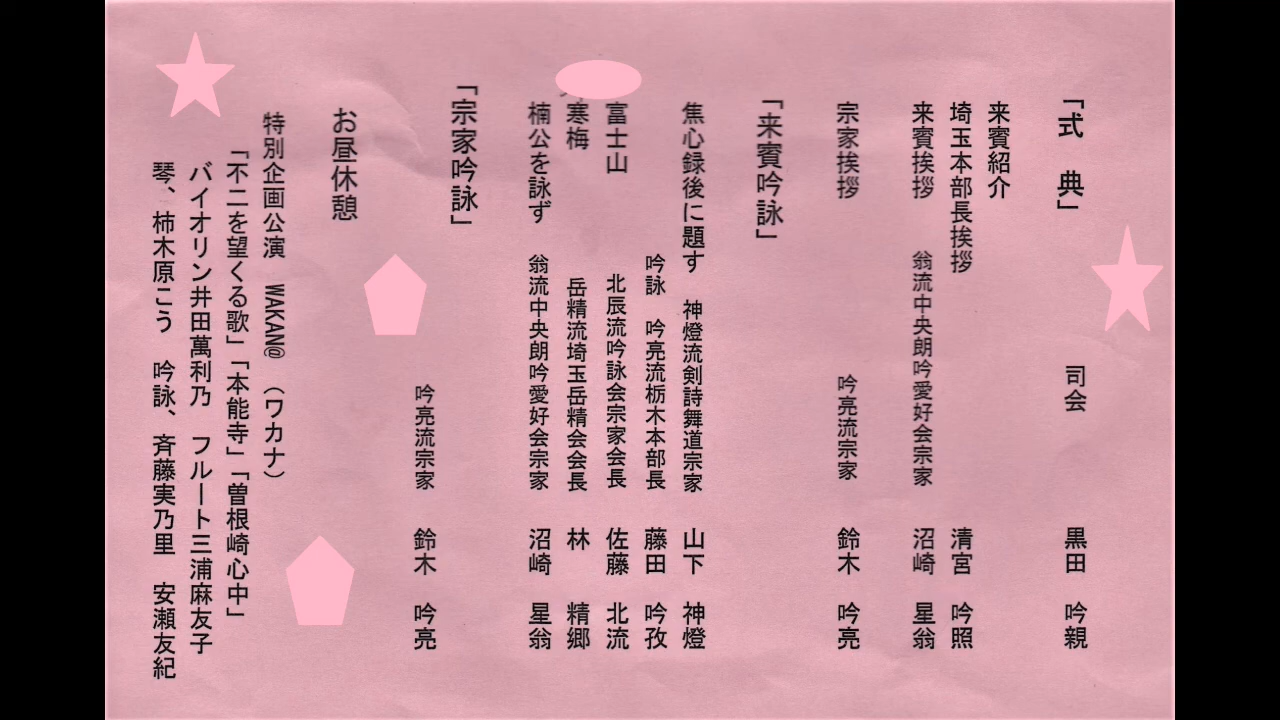 「式 典」 司会 黒田 吟親
来賓紹介
埼玉本部長挨拶 清宮 吟照
来賓挨拶 翁流中央朗吟愛好会宗家 沼崎 星翁
宗家挨拶 吟亮流宗家 鈴木 吟亮
「来賓吟詠」
焦心録後に題す 神燈流剣詩舞道宗家 山下 神燈
吟詠 吟亮流栃木本部長 藤田 吟孜
富士山 北辰流吟詠会宗家会長 佐藤 北流
寒梅 岳精流埼玉岳精会会長 林 精郷
楠公を詠ず 翁流中央朗吟愛好会宗家 沼崎 星翁
「宗家吟詠」
吟亮流宗家 鈴木 吟亮
お昼休憩
特別企画公演 WAKAN@ (ワカナ)
「不二を望くる歌」「本能寺」「曽根崎心中」
バイオリン井田萬利乃 フルート三浦麻友子
琴、柿木原こう 吟詠、斉藤実乃里 安瀬友紀